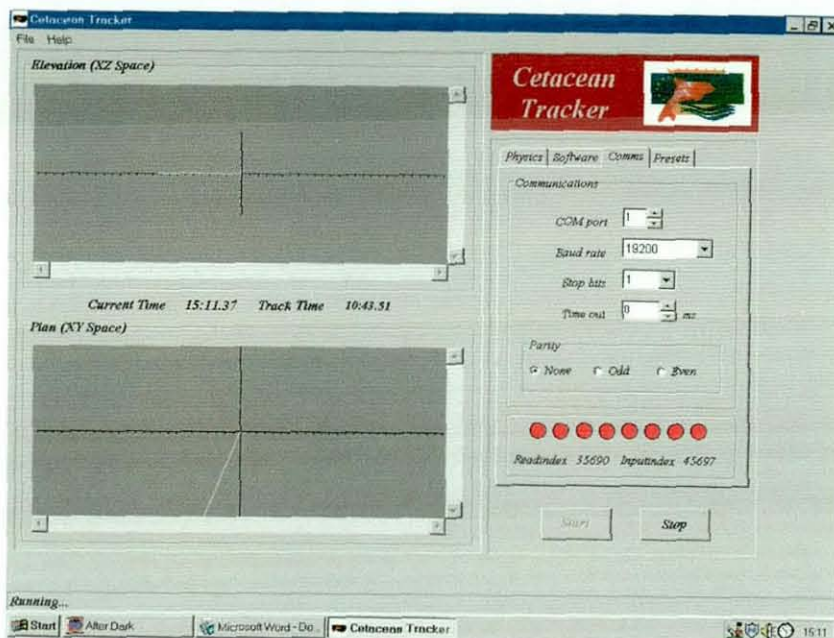 Cetacean Tracker
File Help
Elevation (XZ Space)
Current Time 15:11.37 Track Time 10:43.51
Plan (XY Space)
Cetacean
Tracker
Physics Software Comms Presets
Communications
COM port 1
Baud rate 19200
Stop bits 1
Time out 0 ms
Parity
None Odd Even
Readindex 35690 Inputindex 45697
Start Stop
Running...
Start After Dark Microsoft Word - Do... Cetacean Tracker 15:11